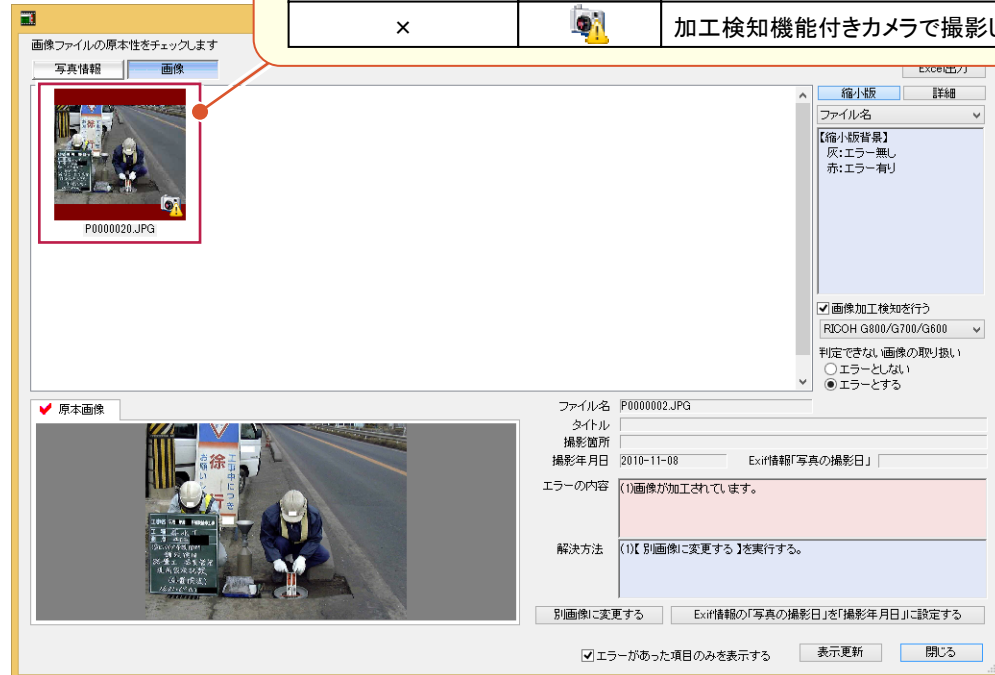 ×
加工検知機能付きカメラで撮影し
画像ファイルの原本性をチェックします
写真情報
画像
Excel出力
縮小版
詳細
ファイル名
【縮小版背景】
灰:エラー無し
赤:エラー有り
P0000020.JPG
画像加工検知を行う
RICOH G800/G700/G600
判定できない画像の取り扱い
エラーとしない
エラーとする
原本画像
徐
行
工事中につき
お願い
ファイル名 P0000002.JPG
タイトル
撮影箇所
撮影年月日 2010-11-08 Exif情報「写真の撮影日」
エラーの内容 (1)画像が加工されています。
解決方法 (1)【 別画像に変更する 】を実行する。
別画像に変更する
Exif情報の「写真の撮影日」を「撮影年月日」に設定する
エラーがあった項目のみを表示する
表示更新
閉じる